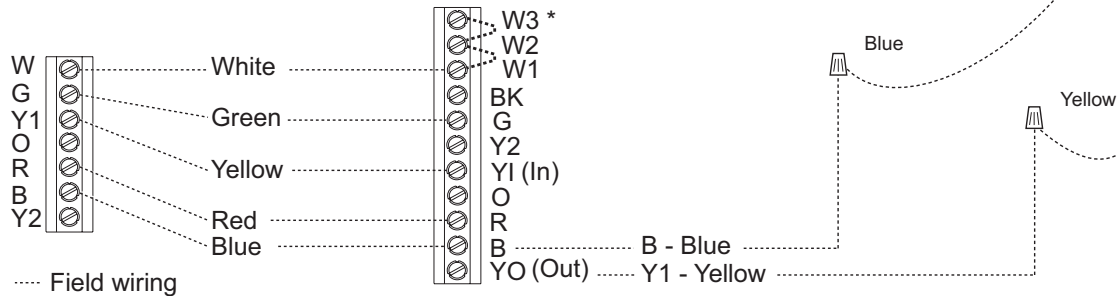 W
G
Y1
O
R
B
Y2
White
Green
Yellow
Red
Blue
W3 *
W2
W1
BK
G
Y2
YI (In)
O
R
B
YO (Out)
B - Blue
Y1 - Yellow
Blue
Yellow
Field wiring